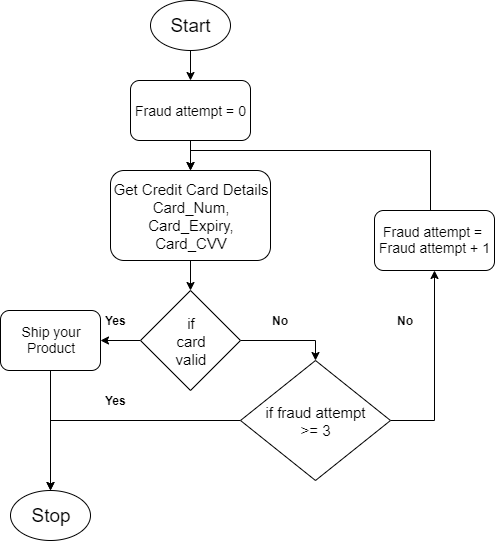 Start
Fraud attempt = 0
Get Credit Card Details
Card_Num,
Card_Expiry,
Card_CVV
Fraud attempt =
Fraud attempt + 1
if
card
valid
Yes
No
No
Ship your
Product
Yes
if fraud attempt
>= 3
Stop